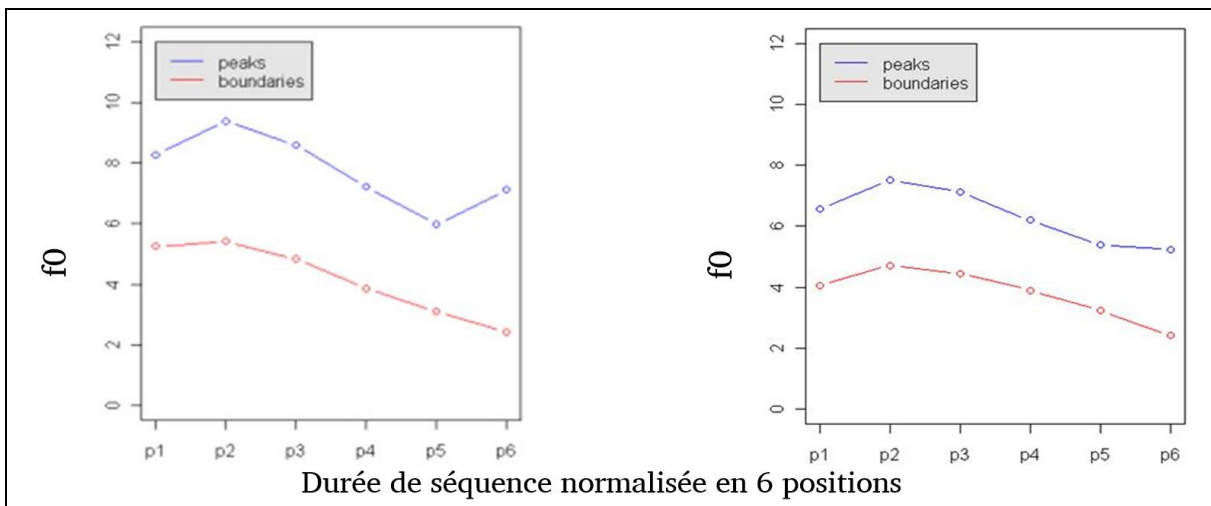 12
10
8
6
4
2
0
f0
peaks
boundaries
p1 p2 p3 p4 p5 p6
12
10
8
6
4
2
0
f0
peaks
boundaries
p1 p2 p3 p4 p5 p6
Durée de séquence normalisée en 6 positions